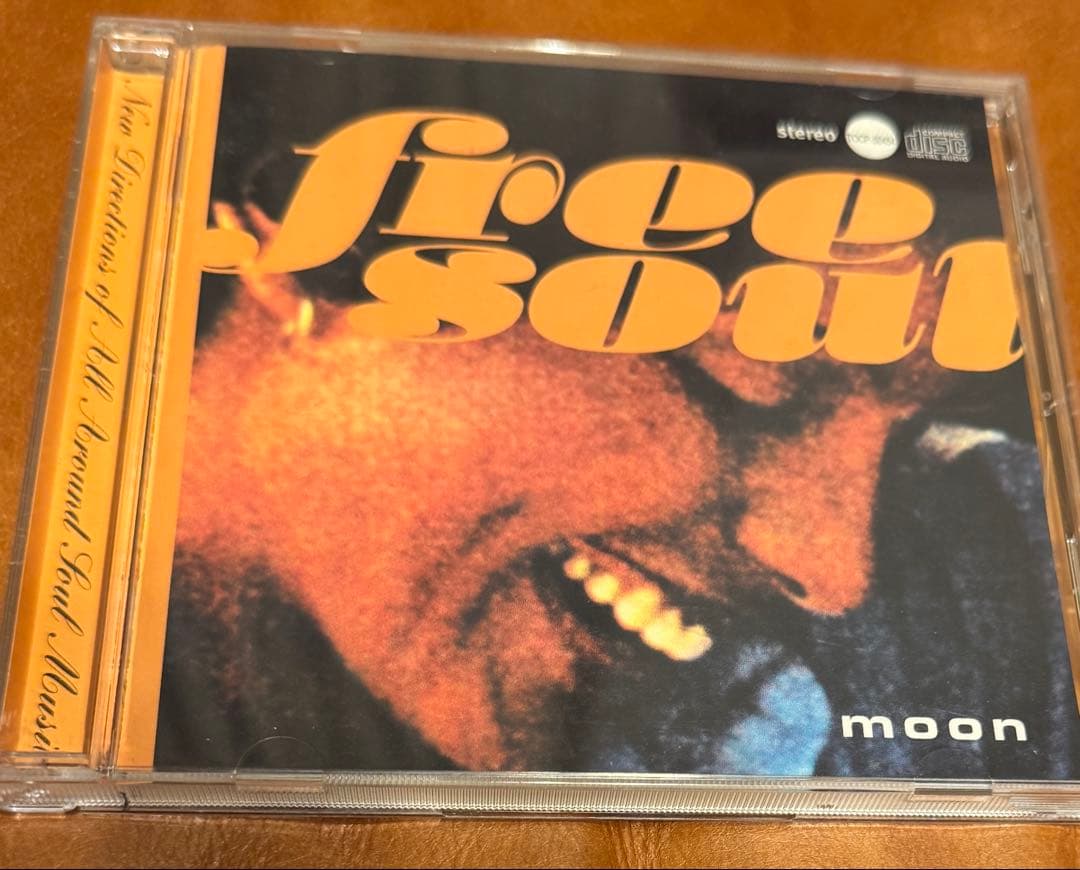 New Directions of All Around Soul Musi
free
soul
stereo
COMPACT
disc
DIGITAL AUDIO
moon